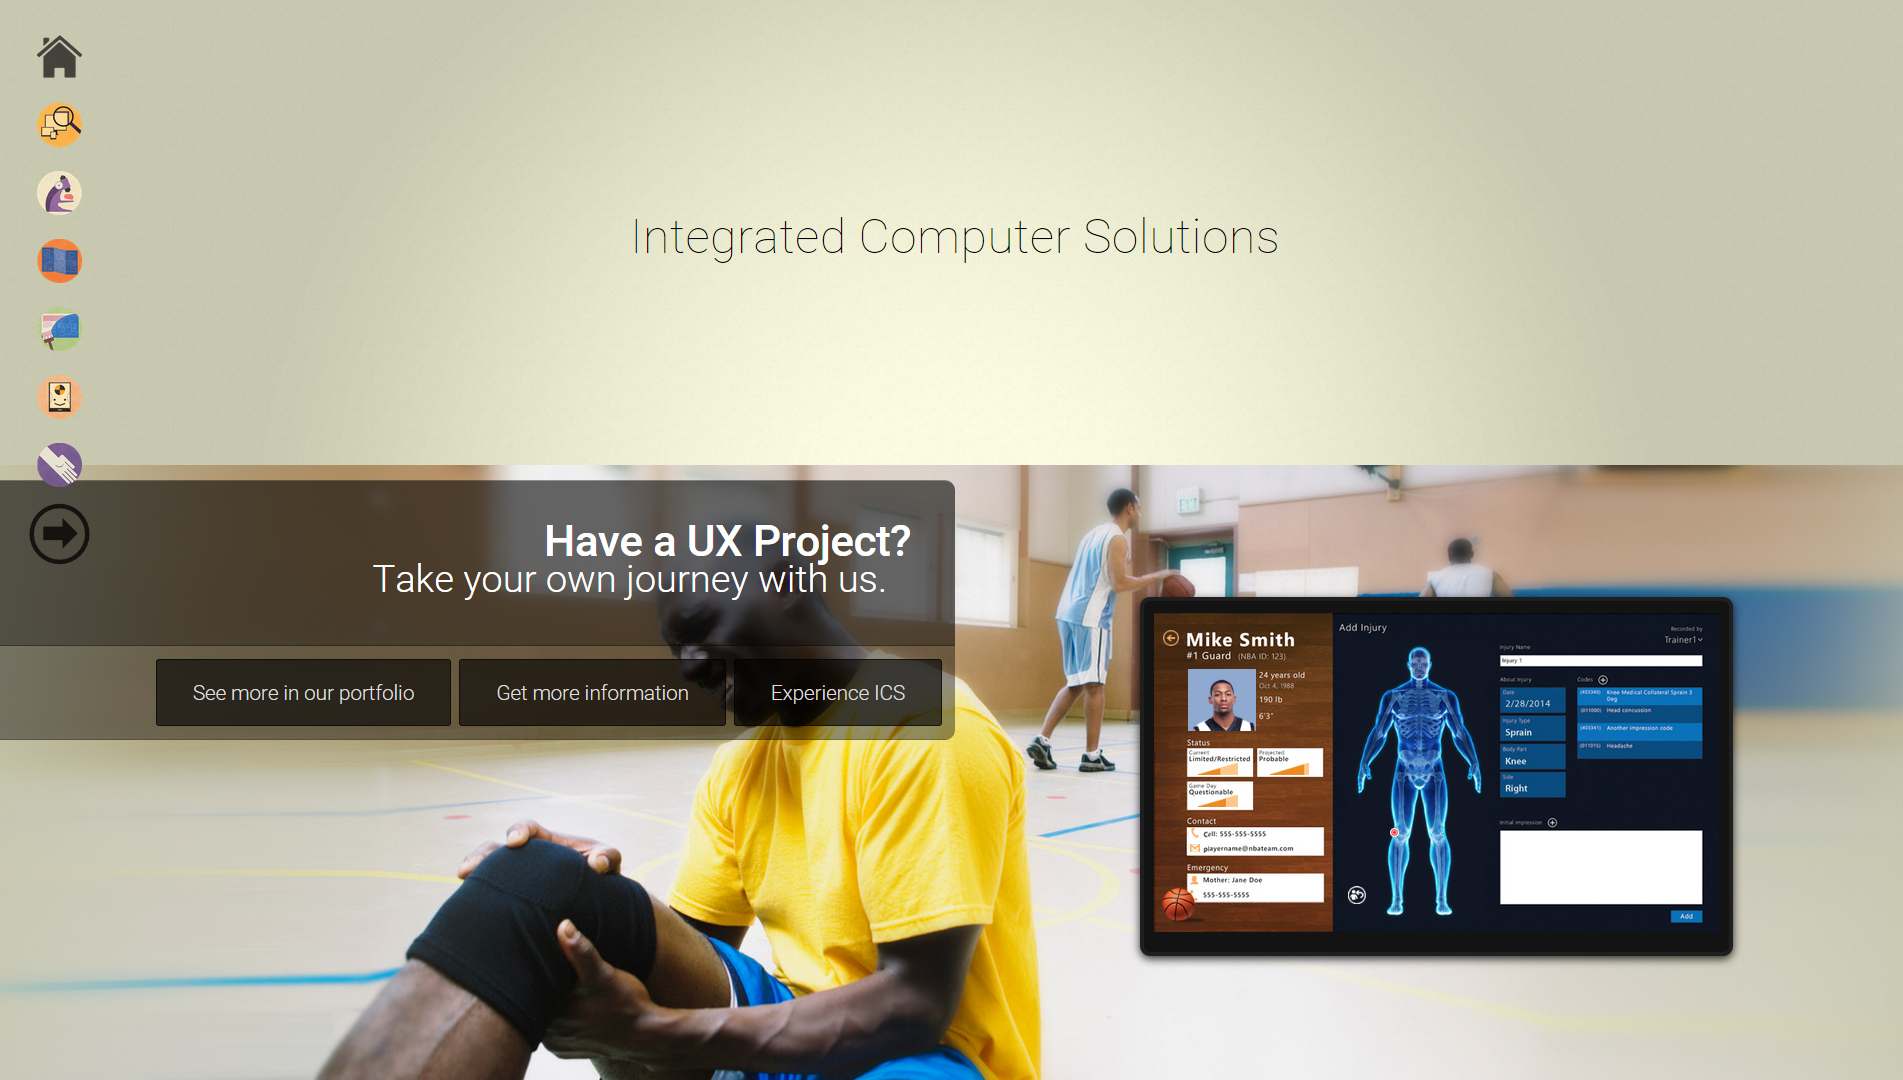 Integrated Computer Solutions
Have a UX Project?
Take your own journey with us.
See more in our portfolio
Get more information
Experience ICS
Mike Smith
#1 Guard (NBA ID: 123)
24 years old
Oct 4, 1988
190 lb
6'3"
Status
Current
Limited/Restricted
Projected
Probable
Game Day
Questionable
Contact
Cell: 555-555-5555
playername@nbateam.com
Emergency
Mother: Jane Doe
555-555-5555
Add Injury
Recorded by
Trainer1
Injury Name
Injury 1
About Injury
Date
2/28/2014
Injury Type
Sprain
Body Part
Knee
Side
Right
Codes
(403340) Knee Medical Collateral Sprain 3
Deg
(011000) Head concussion
(403341) Another impression code
(011015) Headache
Initial impression
Add